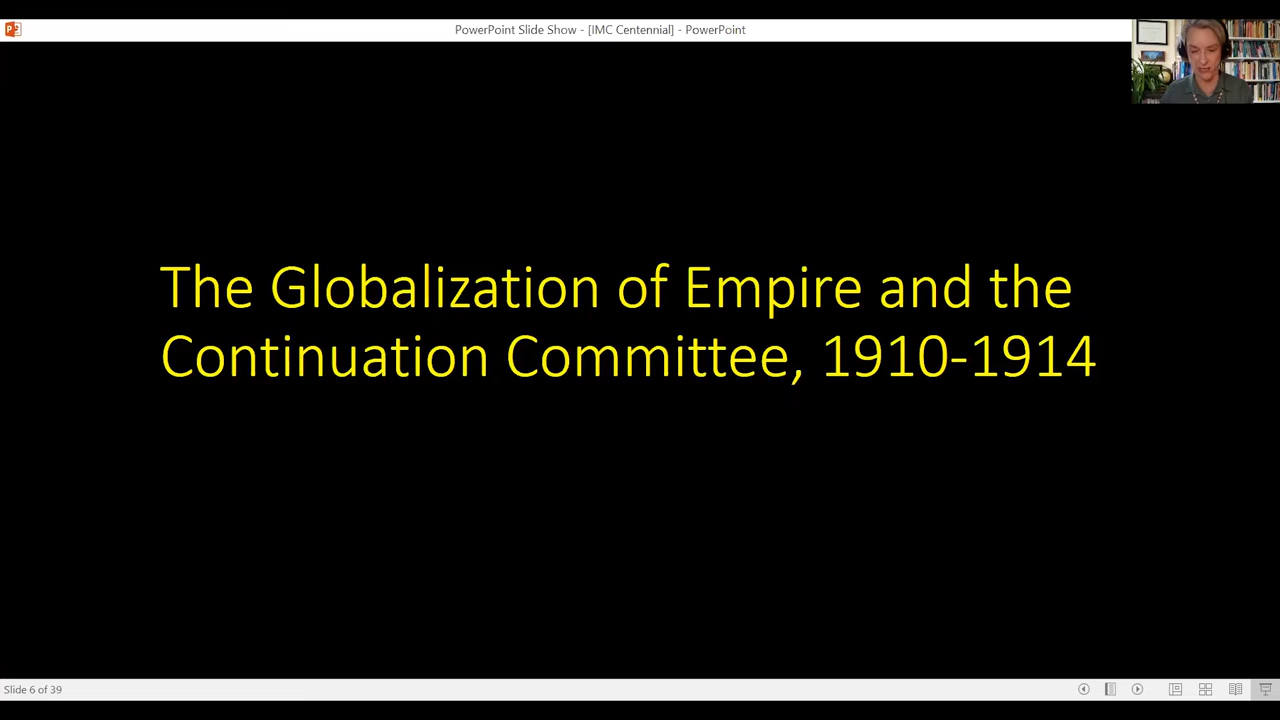 PowerPoint Slide Show - [IMC Centennial] - PowerPoint
The Globalization of Empire and the
Continuation Committee, 1910-1914
Slide 6 of 39